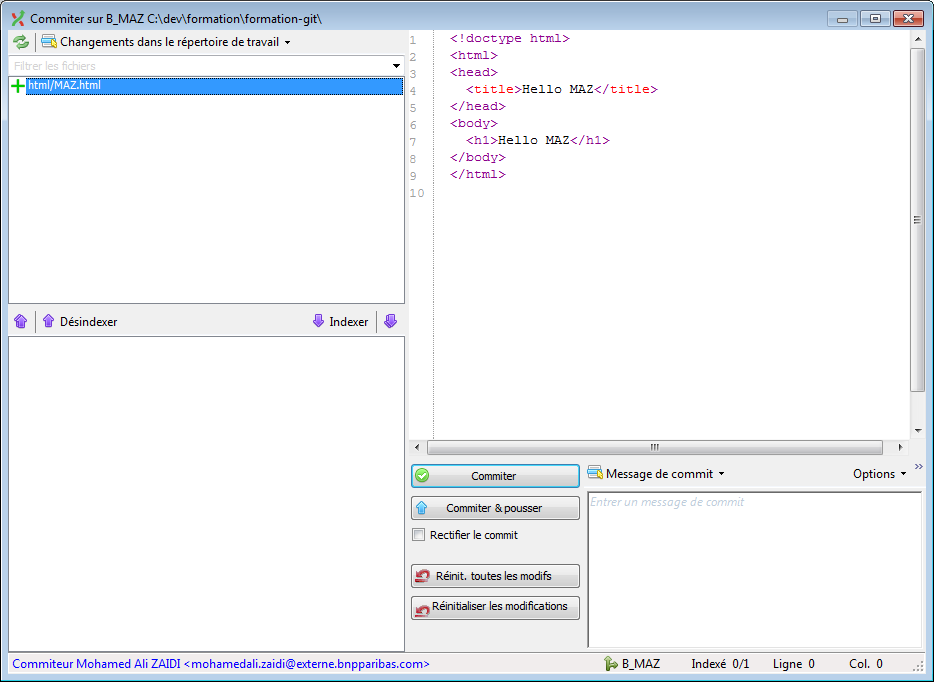 Commiter sur B_MAZ C:\dev\formation\formation-git\
Changements dans le répertoire de travail
Filtrer les fichiers
html/MAZ.html
Désindexer
Indexer
1 <!doctype html>
2 <html>
3 <head>
4 <title>Hello MAZ</title>
5 </head>
6 <body>
7 <h1>Hello MAZ</h1>
8 </body>
9 </html>
10
Commiter
Commiter & pousser
Rectifier le commit
Réinit. toutes les modifs
Réinitialiser les modifications
Message de commit
Options
Entrer un message de commit
Commiteur Mohamed Ali ZAIDI <mohamedali.zaidi@externe.bnpparibas.com>
B_MAZ
Indexé 0/1
Ligne 0
Col. 0